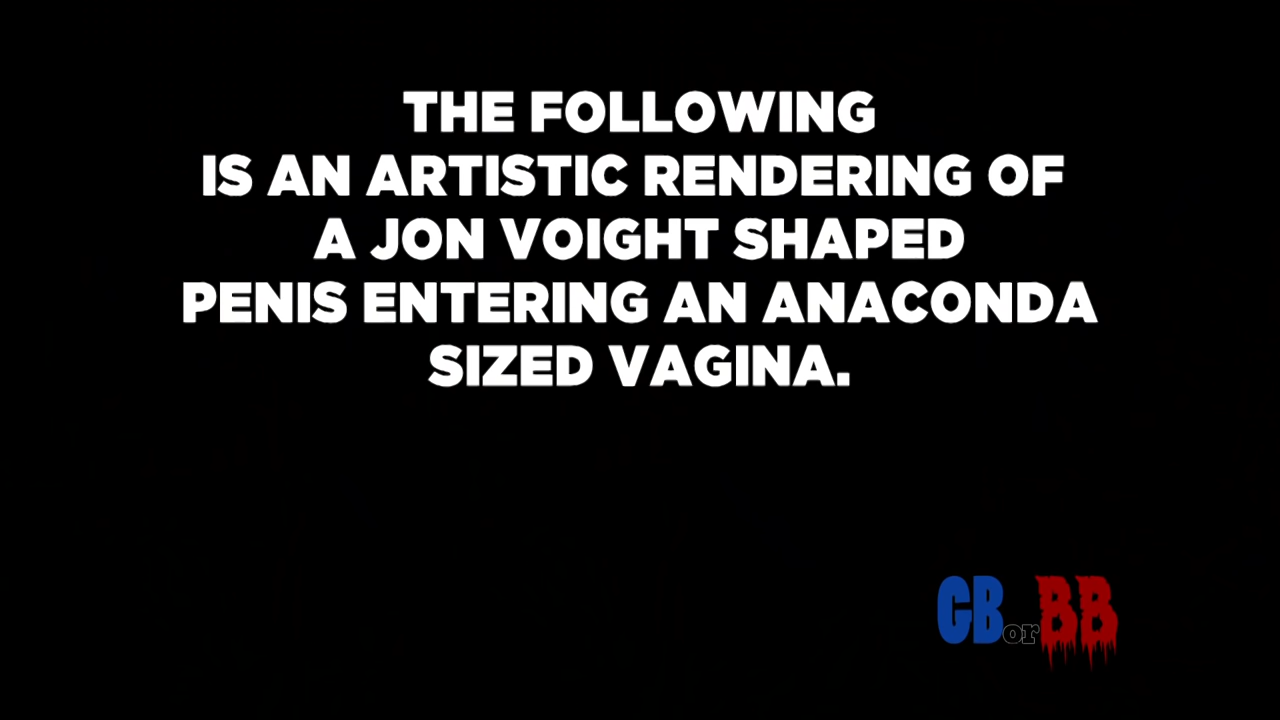 THE FOLLOWING
IS AN ARTISTIC RENDERING OF
A JON VOIGHT SHAPED
PENIS ENTERING AN ANACONDA
SIZED VAGINA.
GB or BB